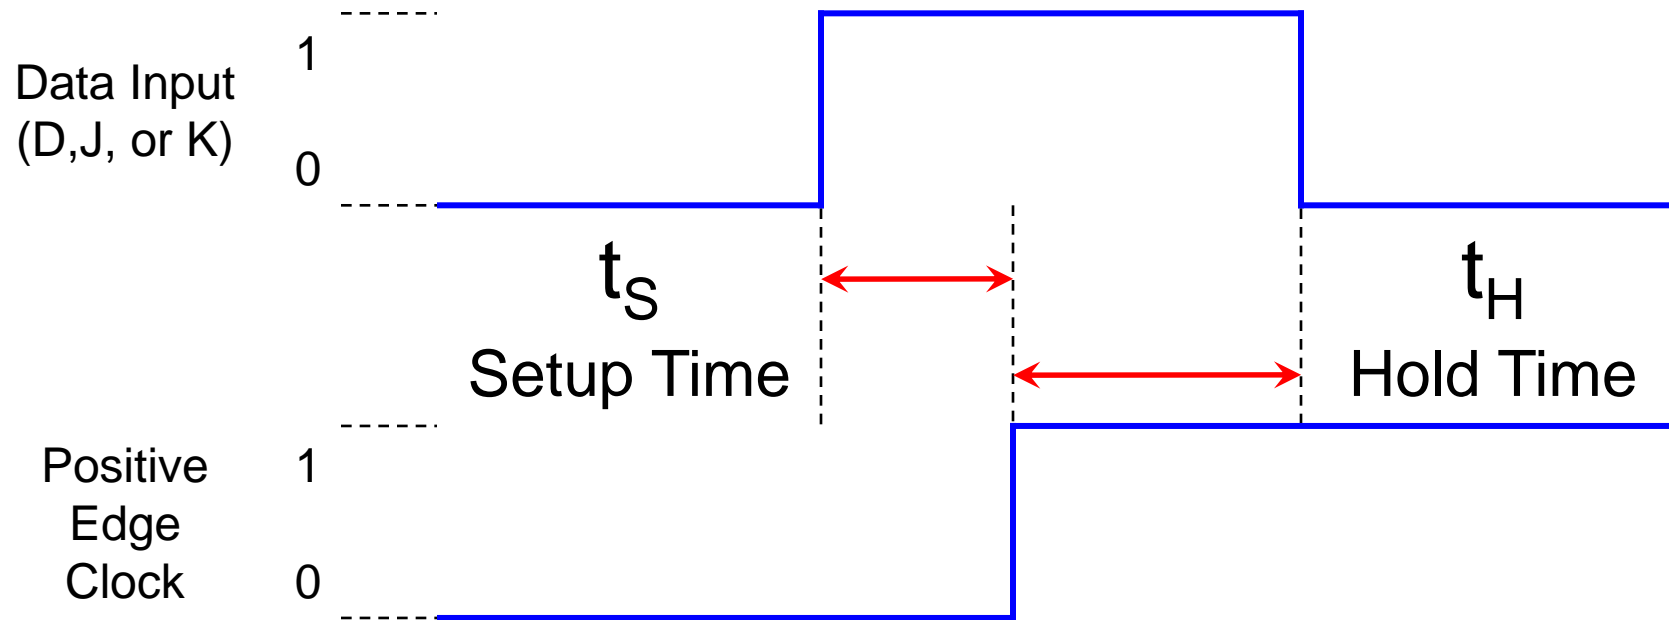 1
Data Input
(D,J, or K)
0
tS
tH
Setup Time
Hold Time
1
Positive
Edge
Clock
0